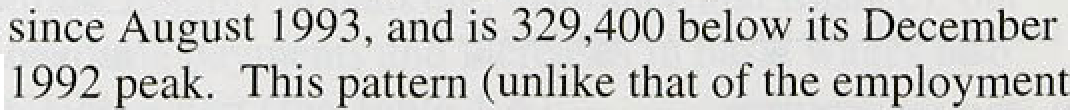 since August 1993, and is 329,400 below its December
1992 peak. This pattern (unlike that of the employment